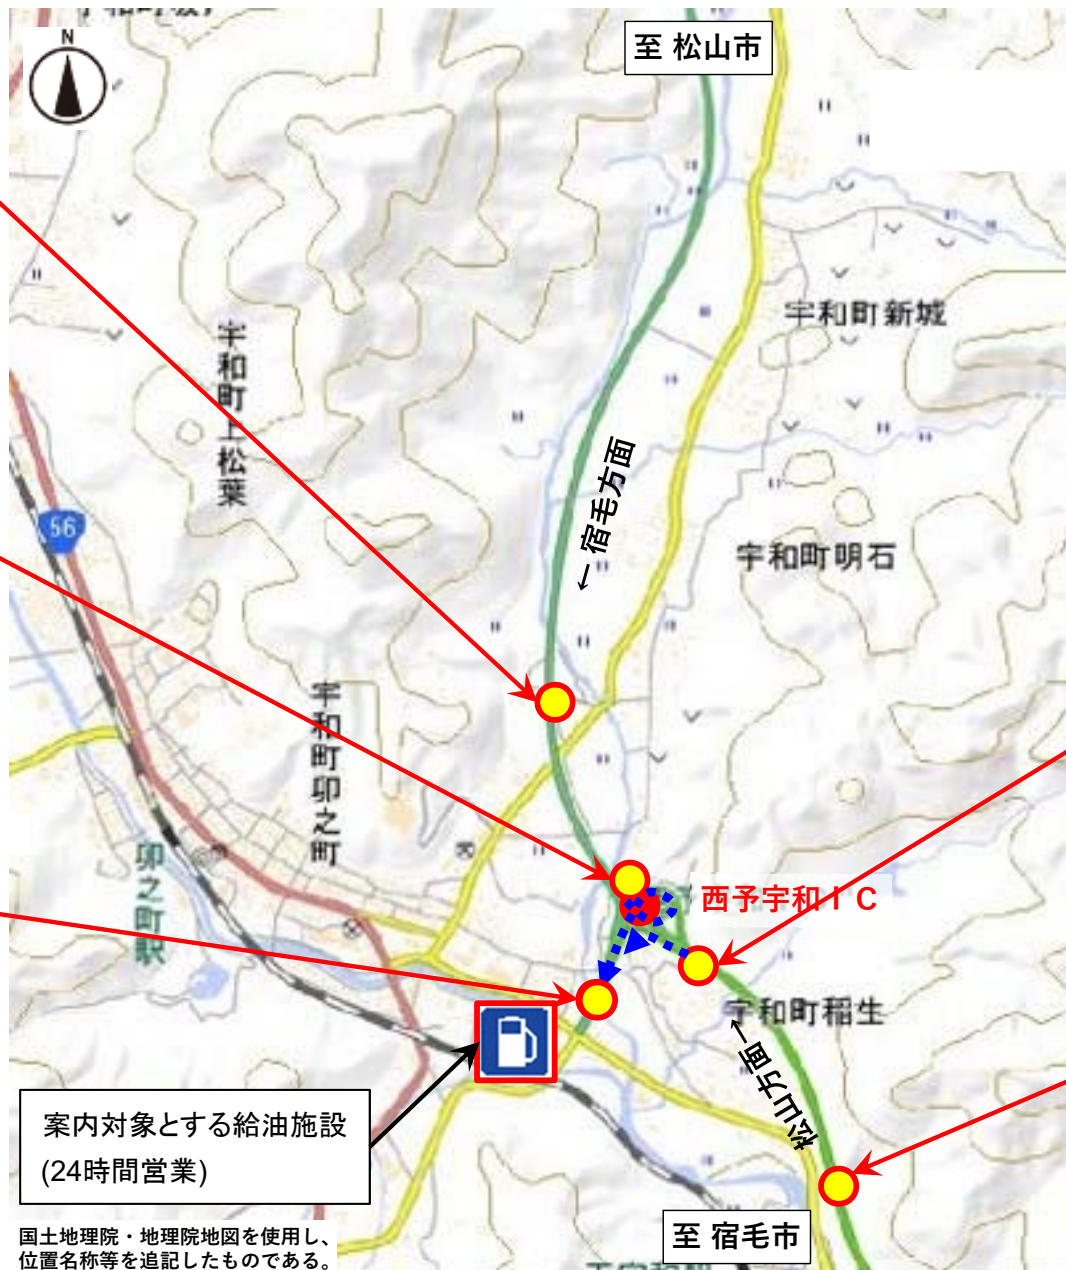 N
至 松山市
宇和町新城
宇和町上松葉
←宿毛方面
56
宇和町明石
宇和町卯之町
卯之町駅
西予宇和IC
宇和町稲生
松山方面→
案内対象とする給油施設
(24時間営業)
至 宿毛市
国土地理院・地理院地図を使用し、
位置名称等を追記したものである。